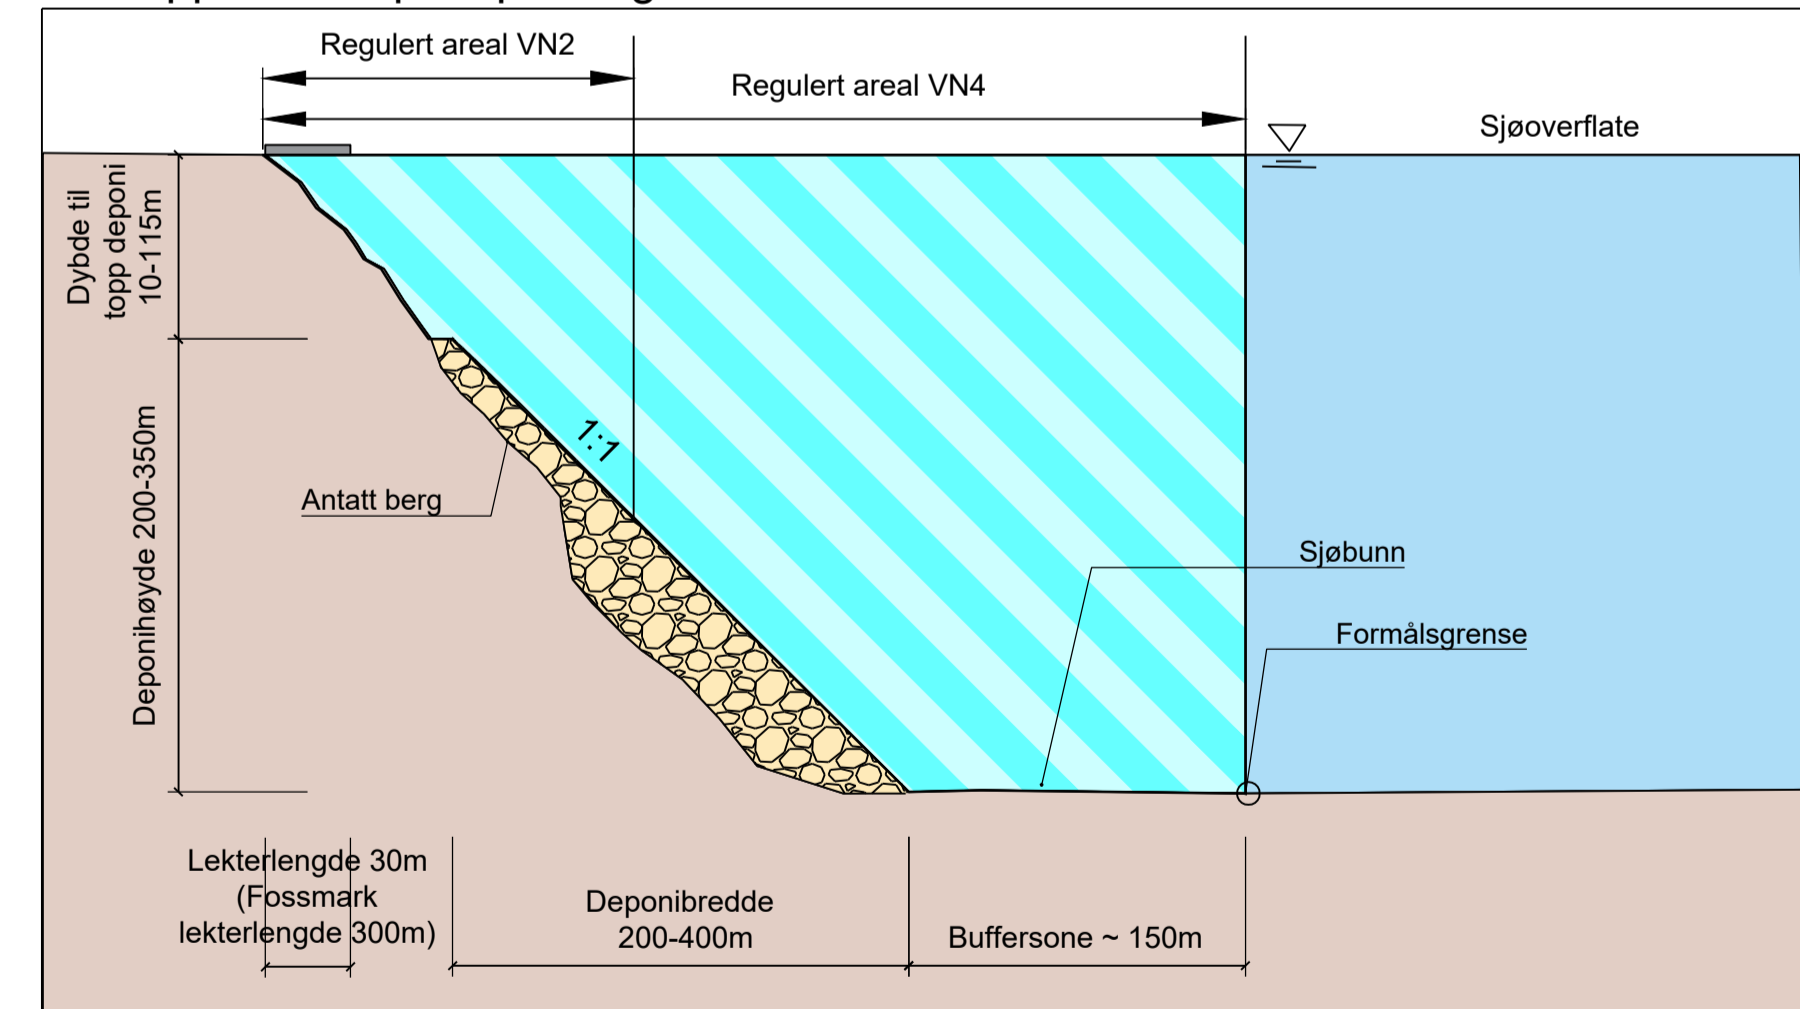 Regulert areal VN2
Regulert areal VN4
Sjøoverflate
Dybde til
topp deponi
10-115m
1:1
Deponihøyde 200-350m
Antatt berg
Sjøbunn
Formålsgrense
Lekterlengde 30m
(Fossmark
lekterlengde 300m)
Deponibredde
200-400m
Buffersone ~ 150m